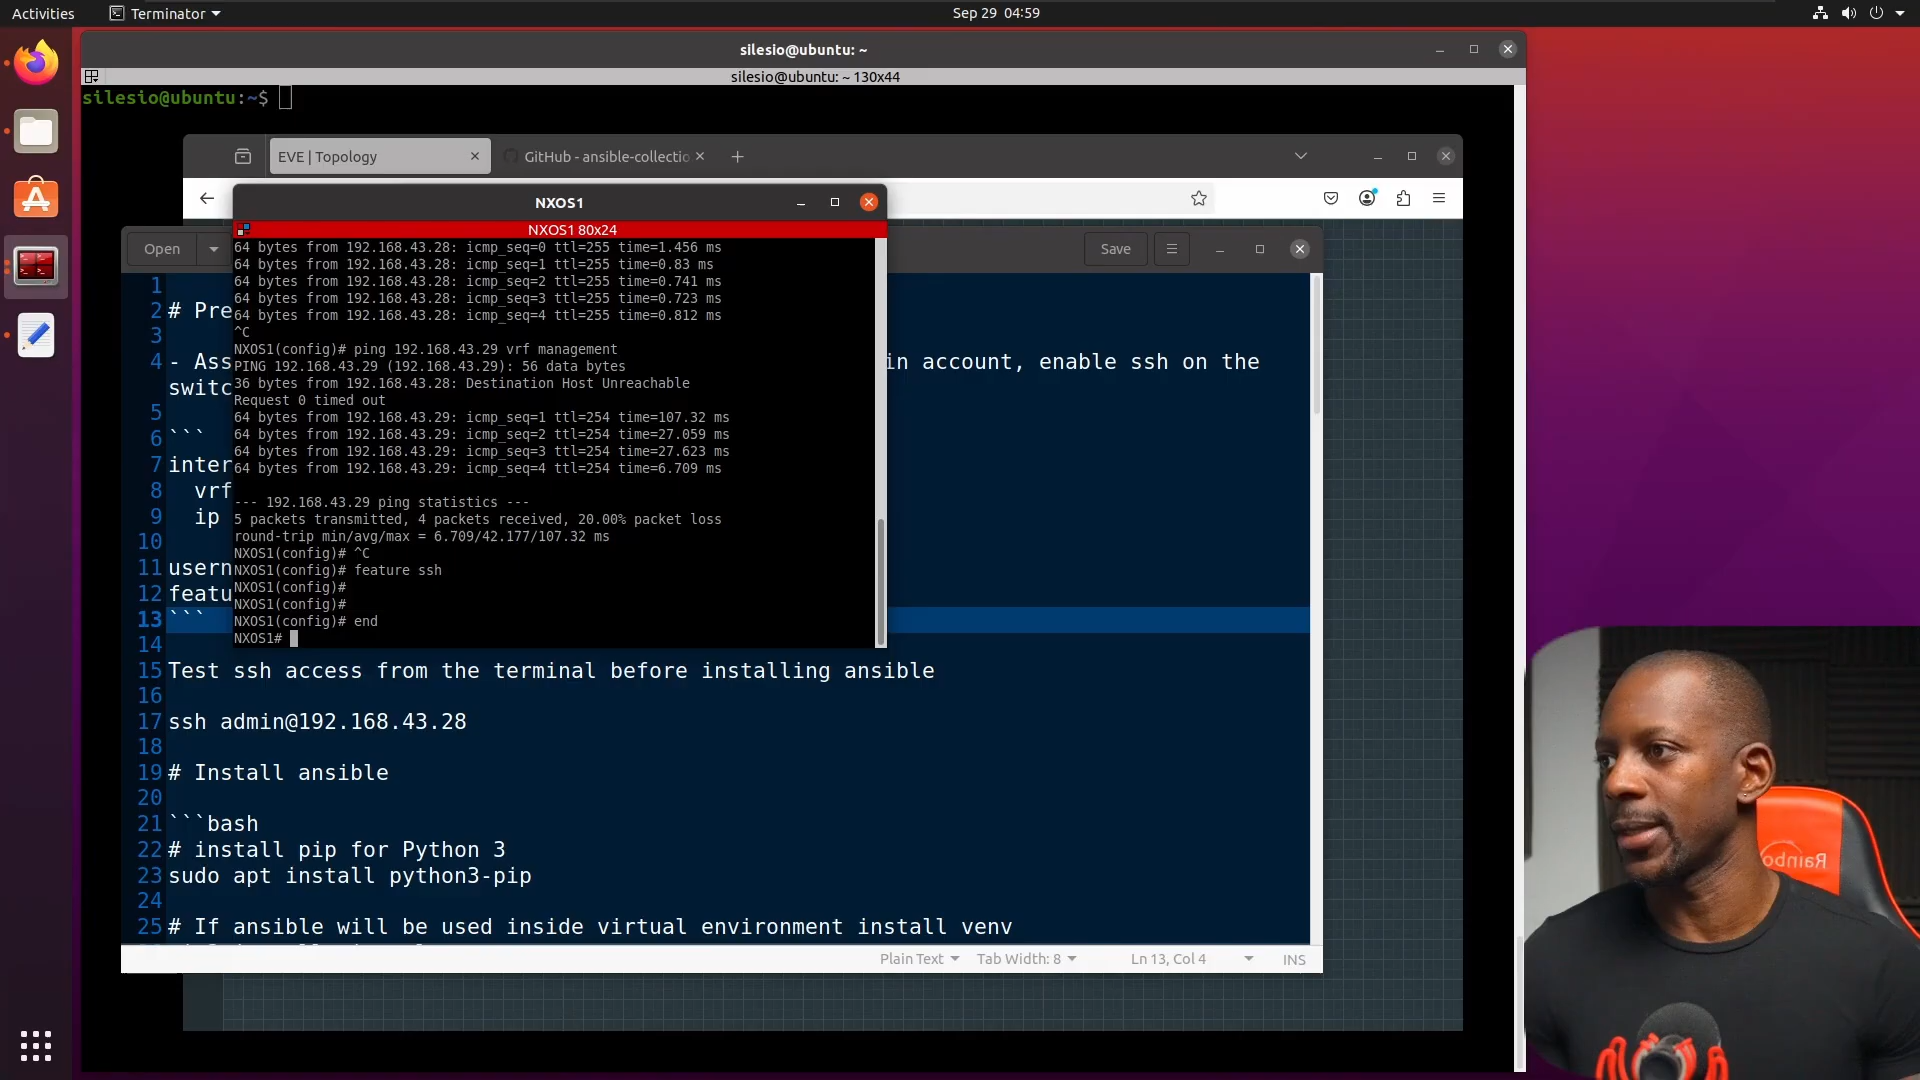 Activities
Terminator
Sep 29 04:59
silesio@ubuntu: ~
silesio@ubuntu: ~ 130x44
silesio@ubuntu:~$
EVE | Topology
GitHub - ansible-collectio
NXOS1
NXOS1 80x24
64 bytes from 192.168.43.28: icmp_seq=0 ttl=255 time=1.456 ms
64 bytes from 192.168.43.28: icmp_seq=1 ttl=255 time=0.83 ms
64 bytes from 192.168.43.28: icmp_seq=2 ttl=255 time=0.741 ms
64 bytes from 192.168.43.28: icmp_seq=3 ttl=255 time=0.723 ms
64 bytes from 192.168.43.28: icmp_seq=4 ttl=255 time=0.812 ms
^C
NXOS1(config)# ping 192.168.43.29 vrf management
PING 192.168.43.29 (192.168.43.29): 56 data bytes
36 bytes from 192.168.43.28: Destination Host Unreachable
Request 0 timed out
64 bytes from 192.168.43.29: icmp_seq=1 ttl=254 time=107.32 ms
64 bytes from 192.168.43.29: icmp_seq=2 ttl=254 time=27.059 ms
64 bytes from 192.168.43.29: icmp_seq=3 ttl=254 time=27.623 ms
64 bytes from 192.168.43.29: icmp_seq=4 ttl=254 time=6.709 ms
--- 192.168.43.29 ping statistics ---
5 packets transmitted, 4 packets received, 20.00% packet loss
round-trip min/avg/max = 6.709/42.177/107.32 ms
NXOS1(config)# ^C
NXOS1(config)# feature ssh
NXOS1(config)#
NXOS1(config)#
NXOS1(config)# end
NXOS1#
Open
Save
1
2 # Pre
3
4 - Ass in account, enable ssh on the
switc
5
6 ```
7 inter
8 vrf
9 ip
10
11 usern
12 featu
13 ```
14
15 Test ssh access from the terminal before installing ansible
16
17 ssh admin@192.168.43.28
18
19 # Install ansible
20
21 ```bash
22 # install pip for Python 3
23 sudo apt install python3-pip
24
25 # If ansible will be used inside virtual environment install venv
Plain Text
Tab Width: 8
Ln 13, Col 4
INS